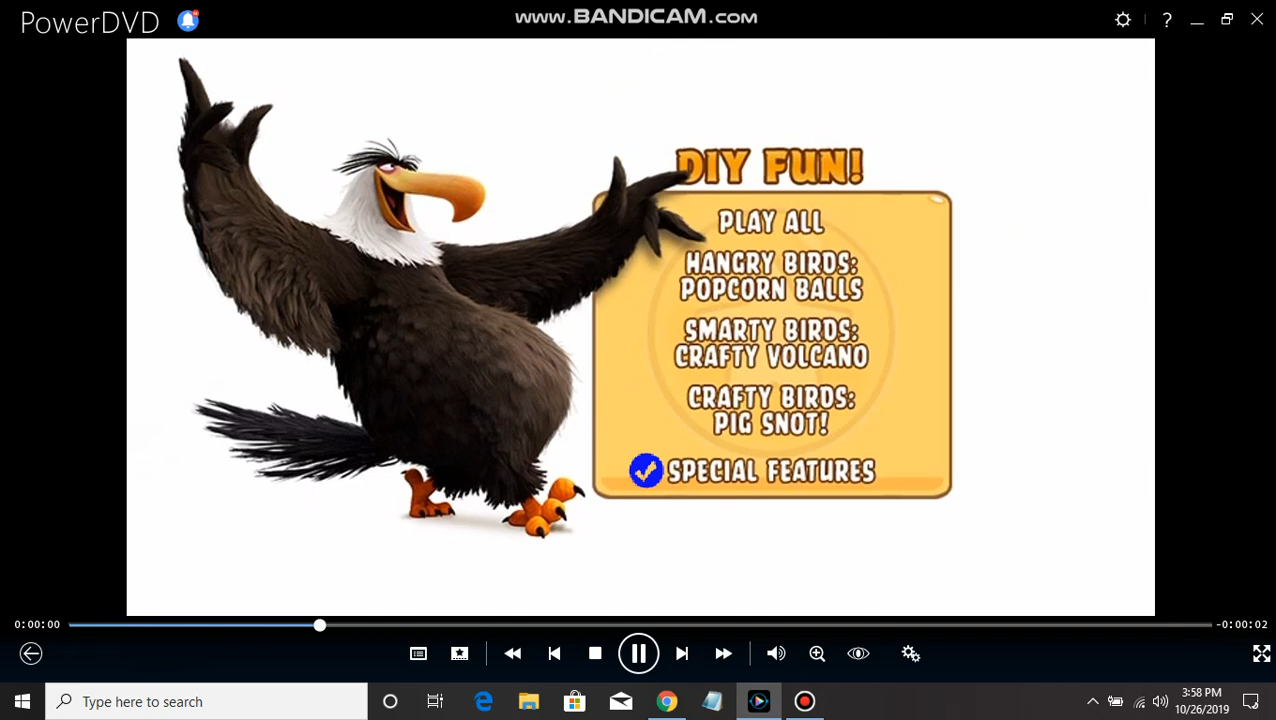 PowerDVD
www.BANDICAM.com
?
DIY FUN!
PLAY ALL
HANGRY BIRDS:
POPCORN BALLS
SMARTY BIRDS:
CRAFTY VOLCANO
CRAFTY BIRDS:
PIG SNOT!
SPECIAL FEATURES
0:00:00
-0:00:02
Type here to search
3:58 PM
10/26/2019